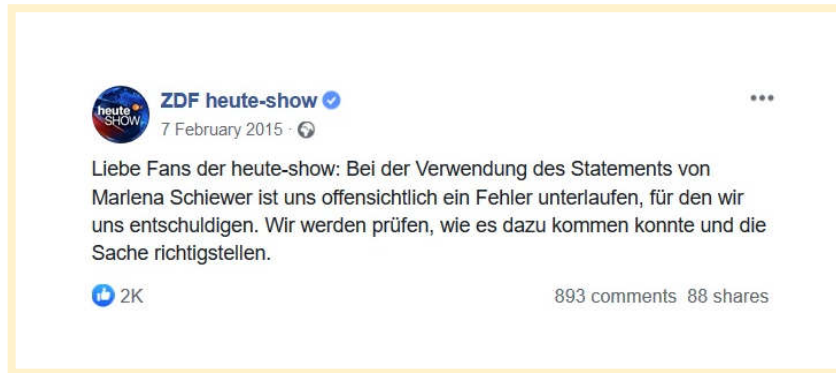 heute
SHOW
ZDF heute-show
7 February 2015 ·
Liebe Fans der heute-show: Bei der Verwendung des Statements von
Marlena Schiewer ist uns offensichtlich ein Fehler unterlaufen, für den wir
uns entschuldigen. Wir werden prüfen, wie es dazu kommen konnte und die
Sache richtigstellen.
2K 893 comments 88 shares